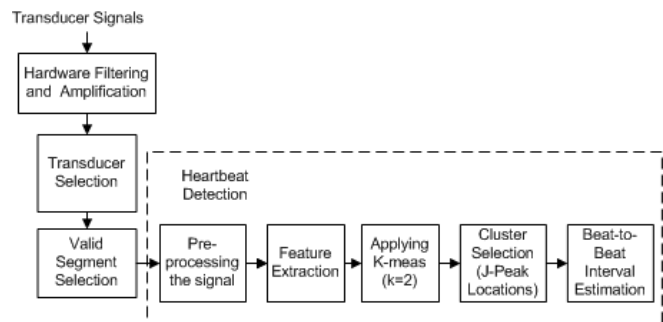 Transducer Signals
Hardware Filtering
and Amplification
Transducer
Selection
Valid
Segment
Selection
Heartbeat
Detection
Pre-
processing
the signal
Feature
Extraction
Applying
K-meas
(k=2)
Cluster
Selection
(J-Peak
Locations)
Beat-to-
Beat
Interval
Estimation